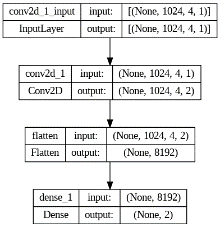 conv2d_1_input input: [(None, 1024, 4, 1)]
InputLayer output: [(None, 1024, 4, 1)]
conv2d_1 input: (None, 1024, 4, 1)
Conv2D output: (None, 1024, 4, 2)
flatten input: (None, 1024, 4, 2)
Flatten output: (None, 8192)
dense_1 input: (None, 8192)
Dense output: (None, 2)